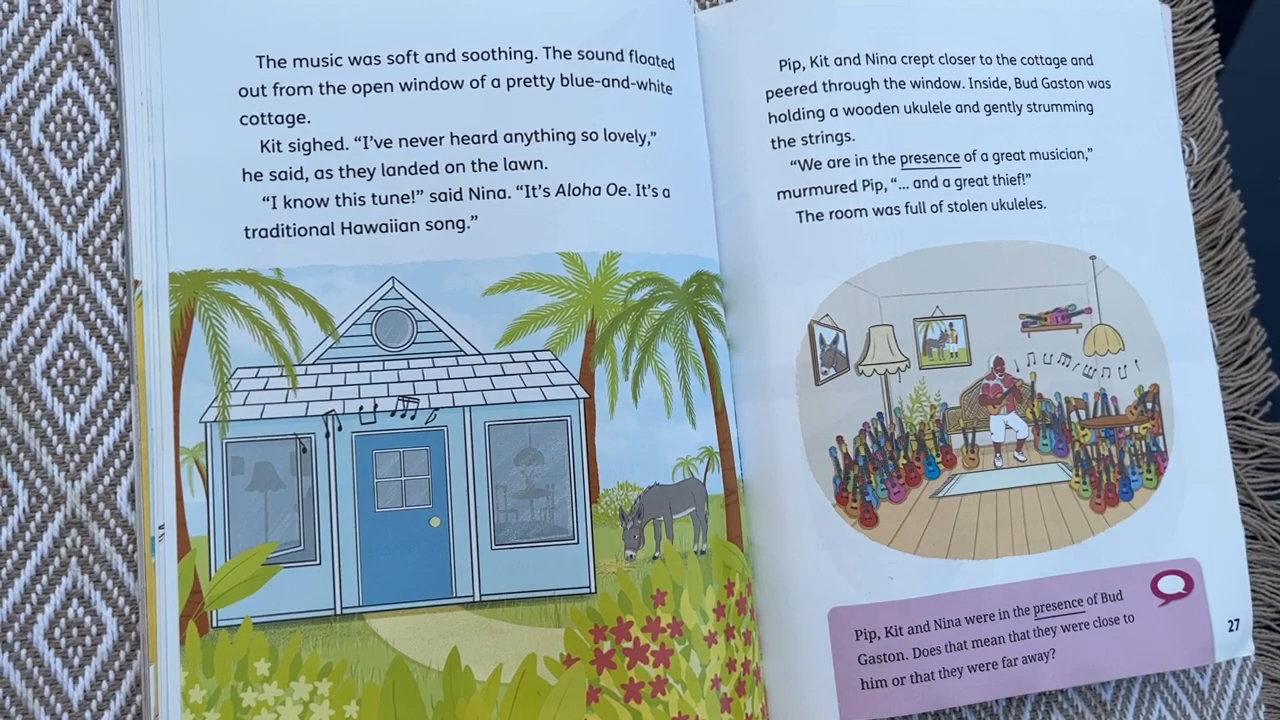 The music was soft and soothing. The sound floated
out from the open window of a pretty blue-and-white
cottage.
Kit sighed. “I’ve never heard anything so lovely,”
he said, as they landed on the lawn.
“I know this tune!” said Nina. “It’s Aloha Oe. It’s a
traditional Hawaiian song.”
Pip, Kit and Nina crept closer to the cottage and
peered through the window. Inside, Bud Gaston was
holding a wooden ukulele and gently strumming
the strings.
“We are in the presence of a great musician,”
murmured Pip, “... and a great thief!”
The room was full of stolen ukuleles.
Pip, Kit and Nina were in the presence of Bud
Gaston. Does that mean that they were close to
him or that they were far away?
27